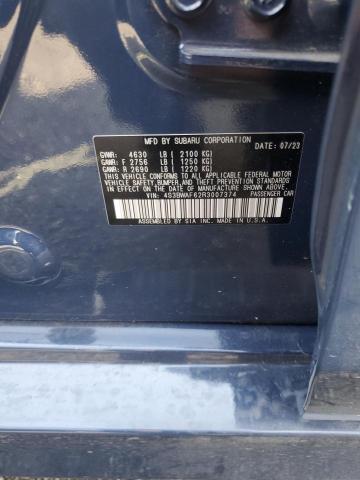 MFD BY SUBARU CORPORATION
DATE: 07/23
GVWR: 4630 LB ( 2100 KG)
GAWR: F 2756 LB ( 1250 KG)
GAWR: R 2690 LB ( 1220 KG)
THIS VEHICLE CONFORMS TO ALL APPLICABLE FEDERAL MOTOR
VEHICLE SAFETY, BUMPER, AND THEFT PREVENTION STANDARDS
IN EFFECT ON THE DATE OF MANUFACTURE SHOWN ABOVE.
VIN: 4S3BWAF62R3007374 PASSENGER CAR
ASSEMBLED BY SIA INC. MADE IN U.S.A.